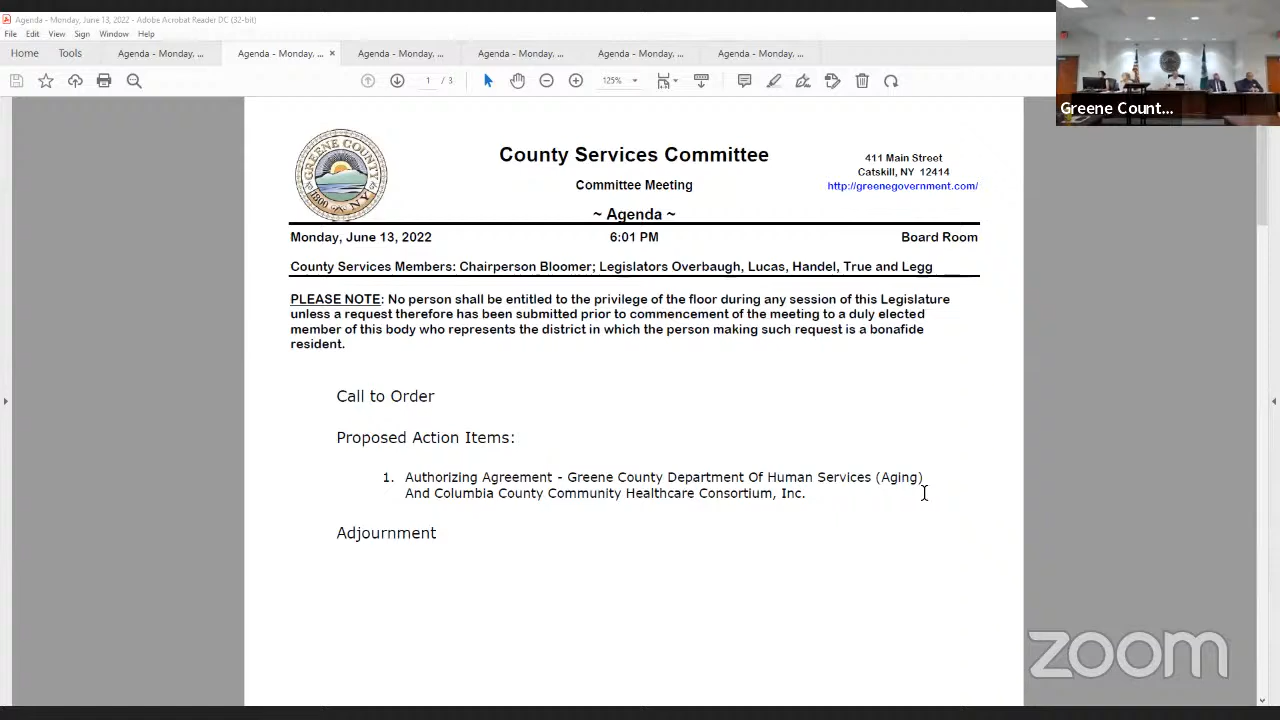 Agenda - Monday, June 13, 2022 - Adobe Acrobat Reader DC (32-bit)
File Edit View Sign Window Help
Home Tools Agenda - Monday, ... Agenda - Monday, ... × Agenda - Monday, ... Agenda - Monday, ... Agenda - Monday, ... Agenda - Monday, ...
1 / 3 125%
Greene Count...
GREENE COUNTY
1800 NY
County Services Committee
Committee Meeting
~ Agenda ~
411 Main Street
Catskill, NY 12414
http://greenegovernment.com/
Monday, June 13, 2022 6:01 PM Board Room
County Services Members: Chairperson Bloomer; Legislators Overbaugh, Lucas, Handel, True and Legg
PLEASE NOTE: No person shall be entitled to the privilege of the floor during any session of this Legislature
unless a request therefore has been submitted prior to commencement of the meeting to a duly elected
member of this body who represents the district in which the person making such request is a bonafide
resident.
Call to Order
Proposed Action Items:
1. Authorizing Agreement - Greene County Department Of Human Services (Aging)
And Columbia County Community Healthcare Consortium, Inc.
Adjournment
zoom